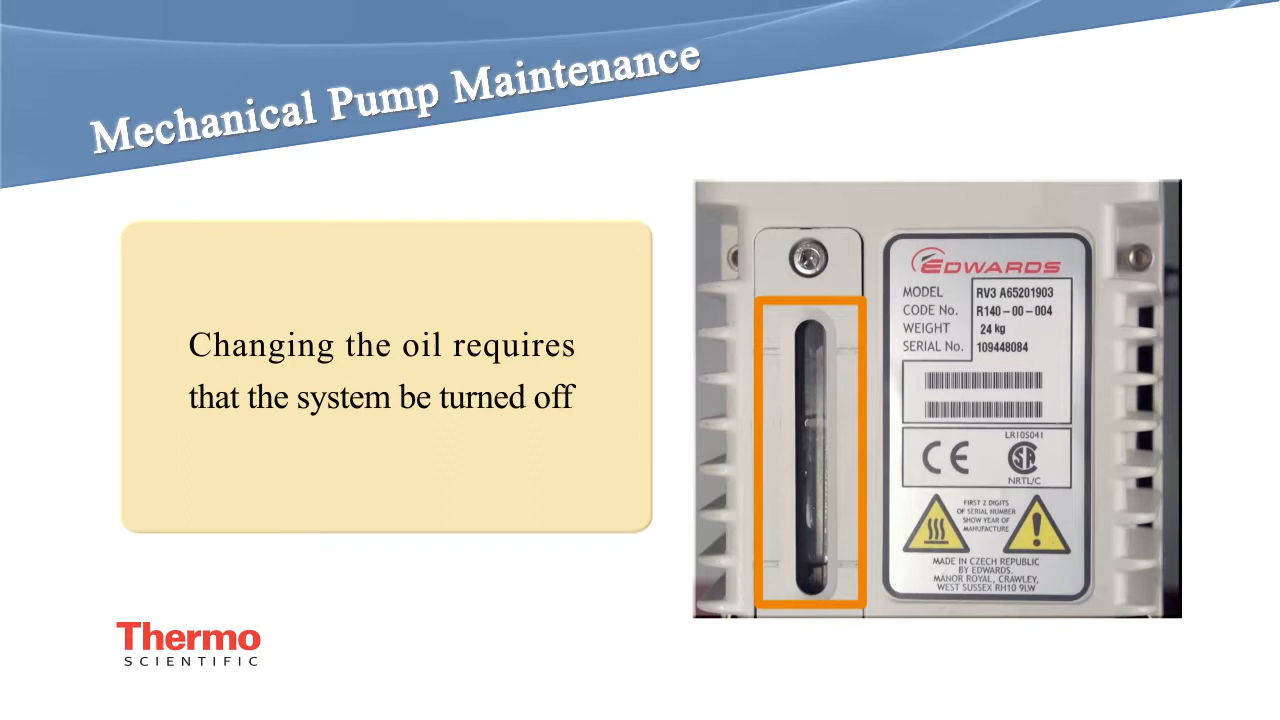 Mechanical Pump Maintenance
Changing the oil requires
that the system be turned off
EDWARDS
MODEL RV3 A65201903
CODE No. R140-00-004
WEIGHT 24 kg
SERIAL No. 109448084
LR105041
CE SA
NRTL/C
FIRST 2 DIGITS
OF SERIAL NUMBER
SHOW YEAR OF
MANUFACTURE
MADE IN CZECH REPUBLIC
BY EDWARDS.
MANOR ROYAL, CRAWLEY,
WEST SUSSEX RH10 9LW
Thermo
SCIENTIFIC